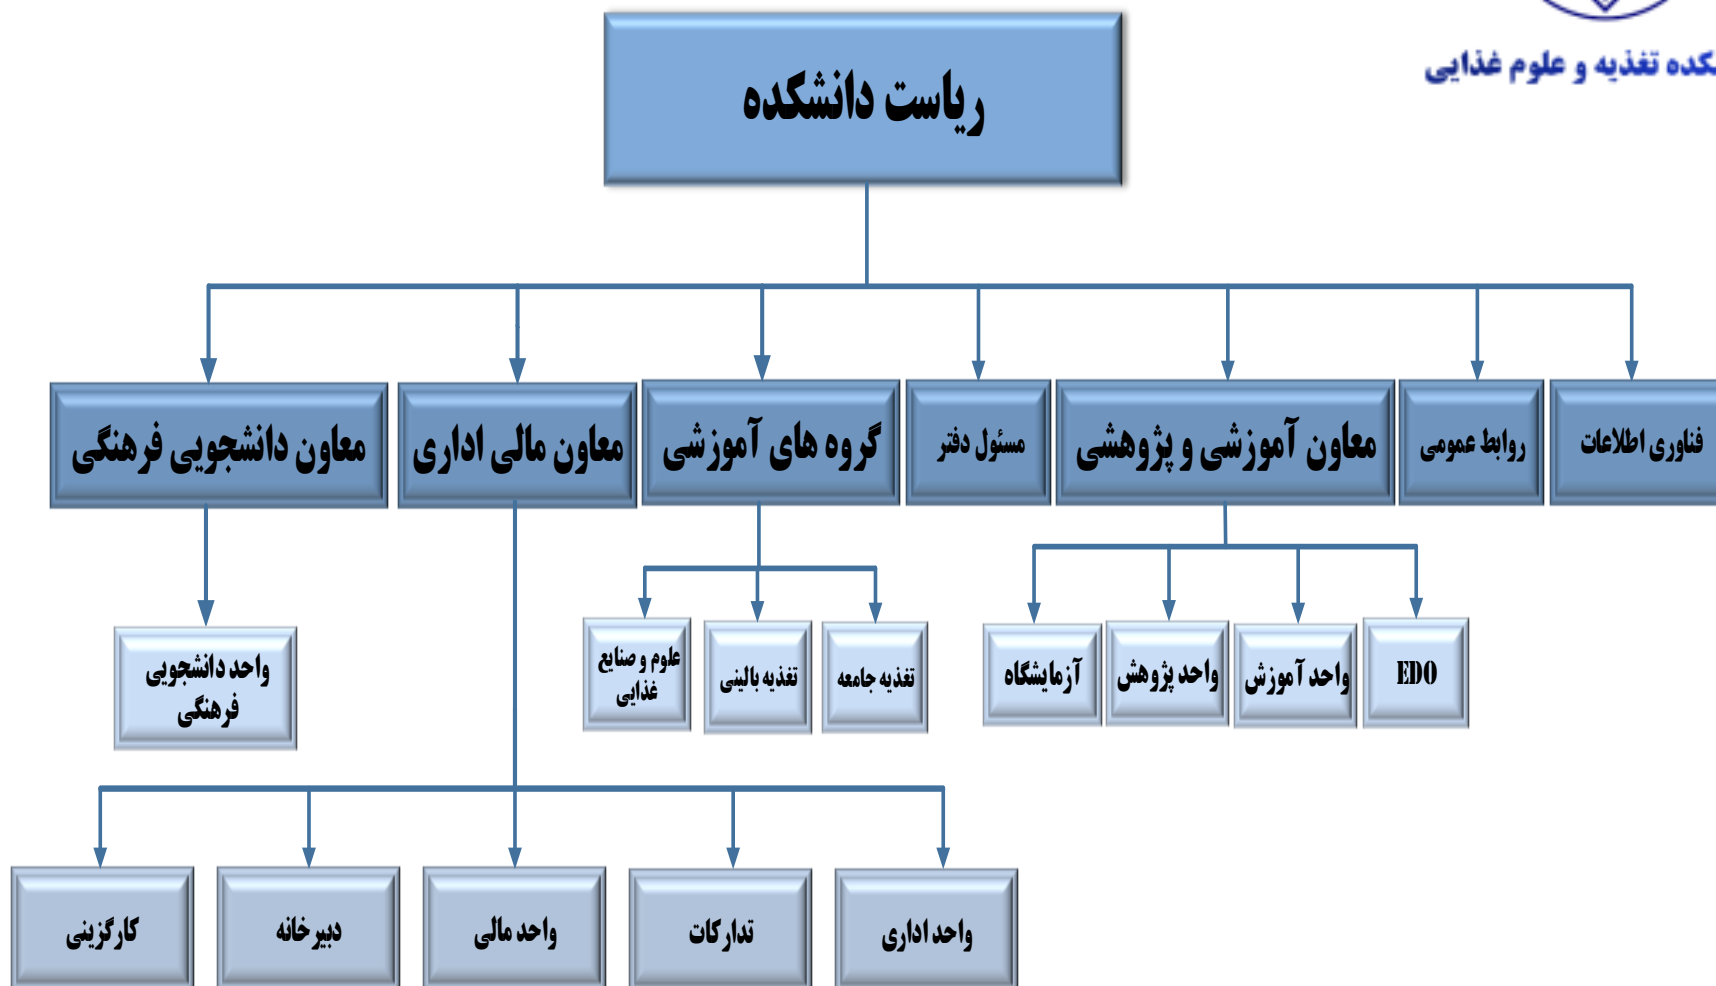 کده تغذیه و علوم غذایی
ریاست دانشکده
فناوری اطلاعات
روابط عمومی
معاون آموزشی و پژوهشی
مسئول دفتر
گروه های آموزشی
معاون مالی اداری
معاون دانشجویی فرهنگی
EDO
واحد آموزش
واحد پژوهش
آزمایشگاه
تغذیه جامعه
تغذیه بالینی
علوم و صنایع
غذایی
واحد دانشجویی
فرهنگی
واحد اداری
تدارکات
واحد مالی
دبیرخانه
کارگزینی